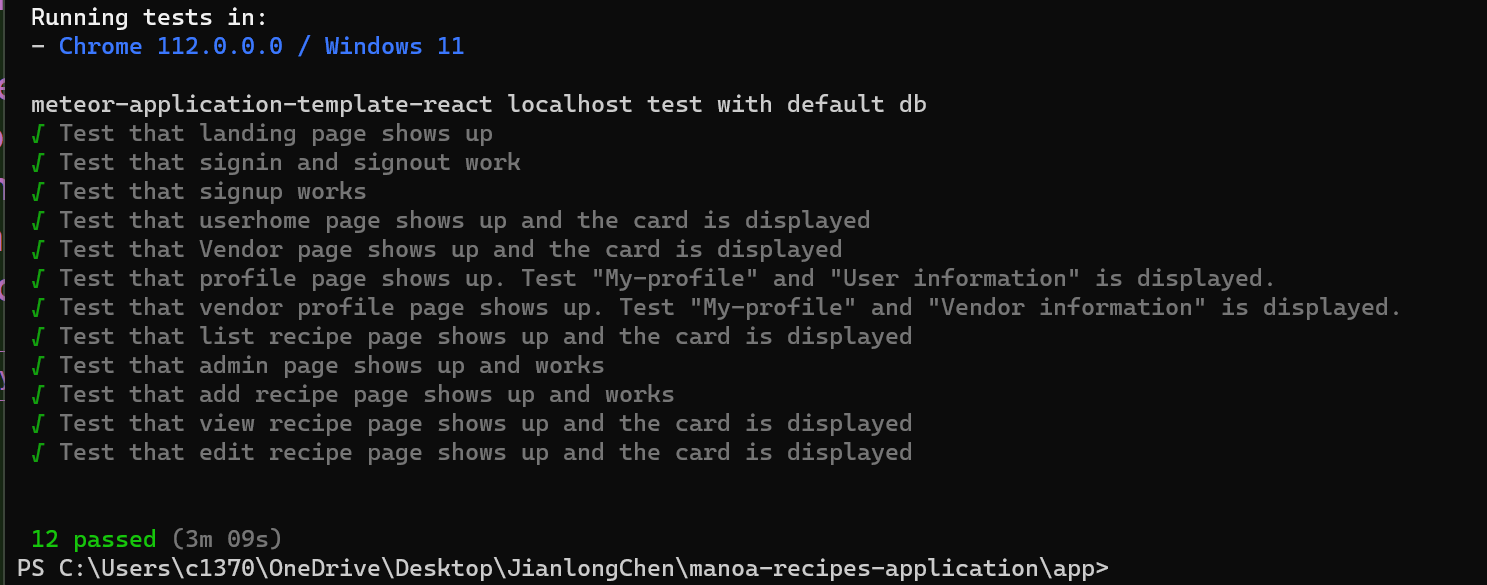 Running tests in:
- Chrome 112.0.0.0 / Windows 11
meteor-application-template-react localhost test with default db
√ Test that landing page shows up
√ Test that signin and signout work
√ Test that signup works
√ Test that userhome page shows up and the card is displayed
√ Test that Vendor page shows up and the card is displayed
√ Test that profile page shows up. Test "My-profile" and "User information" is displayed.
√ Test that vendor profile page shows up. Test "My-profile" and "Vendor information" is displayed.
√ Test that list recipe page shows up and the card is displayed
√ Test that admin page shows up and works
√ Test that add recipe page shows up and works
√ Test that view recipe page shows up and the card is displayed
√ Test that edit recipe page shows up and the card is displayed
12 passed (3m 09s)
PS C:\Users\c1370\OneDrive\Desktop\JianlongChen\manoa-recipes-application\app>